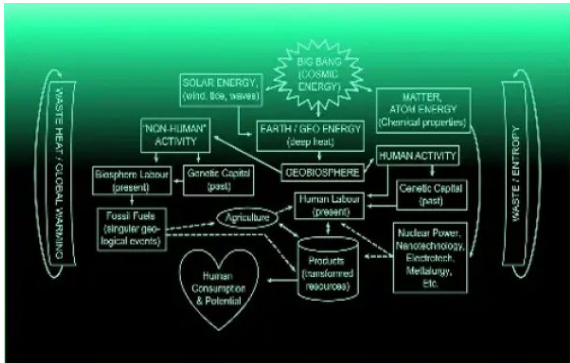 BIG BANG
(COSMIC
ENERGY)
SOLAR ENERGY,
(wind, tide, waves)
MATTER,
ATOM ENERGY
(Chemical properties)
"NON-HUMAN"
ACTIVITY
EARTH / GEO ENERGY
(deep heat)
GEOBIOSPHERE
HUMAN ACTIVITY
Biosphere Labour
(present)
Genetic Capital
(past)
Human Labour
(present)
Genetic Capital
(past)
Fossil Fuels
(singular geo-
logical events)
Agriculture
Nuclear Power,
Nanotechnology,
Electrotech,
Mettalurgy,
Etc.
Human
Consumption
& Potential
Products
(transformed
resources)
WASTE HEAT / GLOBAL WARMING
WASTE / ENTROPY